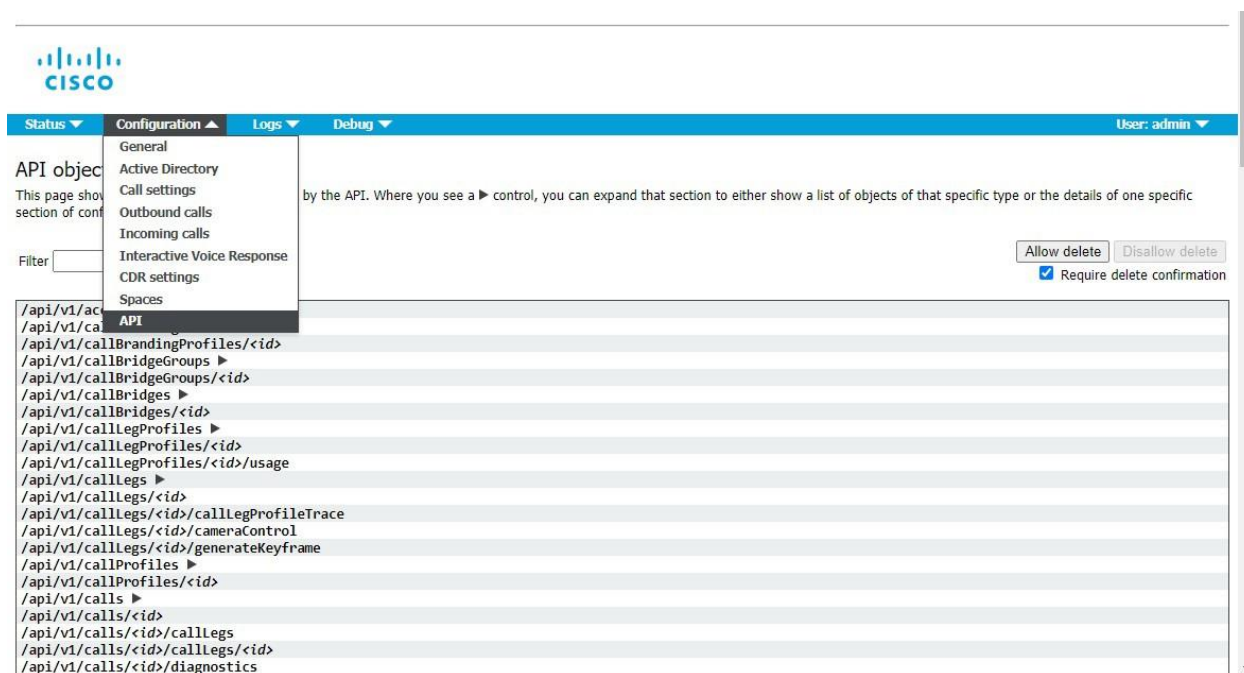 CISCO
Status ▼ Configuration ▲ Logs ▼ Debug ▼ User: admin ▼
General
API objec
Active Directory
This page show
Call settings
by the API. Where you see a ▶ control, you can expand that section to either show a list of objects of that specific type or the details of one specific
section of conf
Outbound calls
Incoming calls
Filter
Interactive Voice Response
Allow delete Disallow delete
CDR settings
Require delete confirmation
Spaces
API
/api/v1/acc
/api/v1/cal
/api/v1/callBrandingProfiles/<id>
/api/v1/callBridgeGroups ▶
/api/v1/callBridgeGroups/<id>
/api/v1/callBridges ▶
/api/v1/callBridges/<id>
/api/v1/callLegProfiles ▶
/api/v1/callLegProfiles/<id>
/api/v1/callLegProfiles/<id>/usage
/api/v1/callLegs ▶
/api/v1/callLegs/<id>
/api/v1/callLegs/<id>/callLegProfileTrace
/api/v1/callLegs/<id>/cameraControl
/api/v1/callLegs/<id>/generateKeyframe
/api/v1/callProfiles ▶
/api/v1/callProfiles/<id>
/api/v1/calls ▶
/api/v1/calls/<id>
/api/v1/calls/<id>/callLegs
/api/v1/calls/<id>/callLegs/<id>
/api/v1/calls/<id>/diagnostics